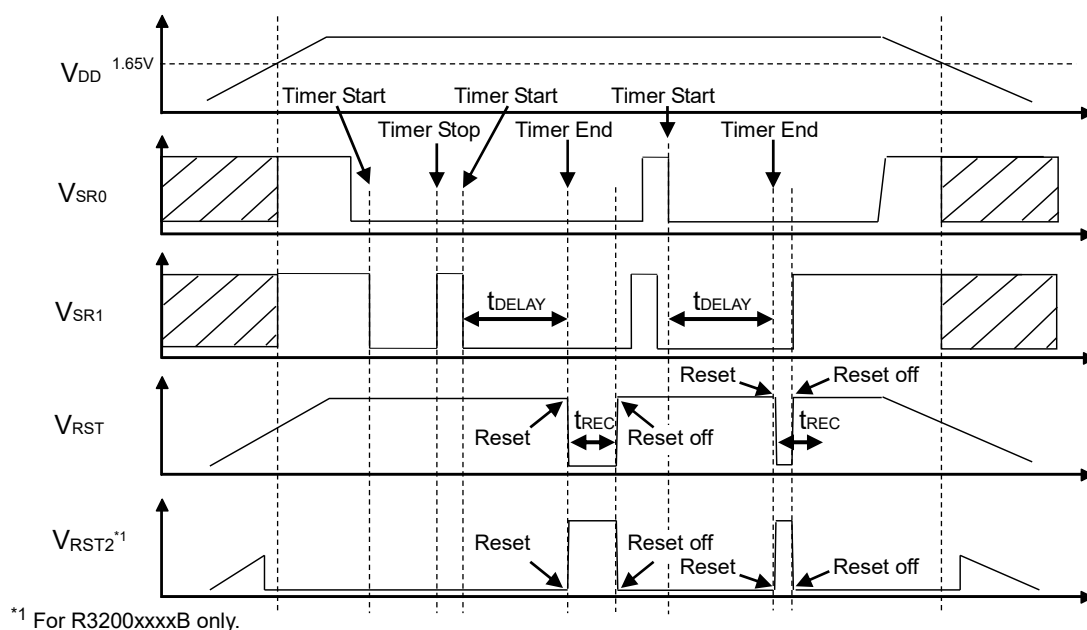 VDD
1.65V
Timer Start
Timer Start
Timer Start
Timer Stop
Timer End
Timer End
VSR0
VSR1
tDELAY
tDELAY
VRST
Reset
tREC
Reset off
Reset
Reset off
tREC
VRST2*1
Reset
Reset off
Reset
Reset off
*1 For R3200xxxxB only.